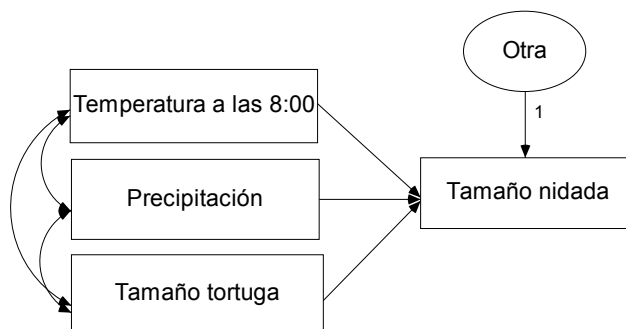 Otra
Temperatura a las 8:00
1
Precipitación
Tamaño nidada
Tamaño tortuga